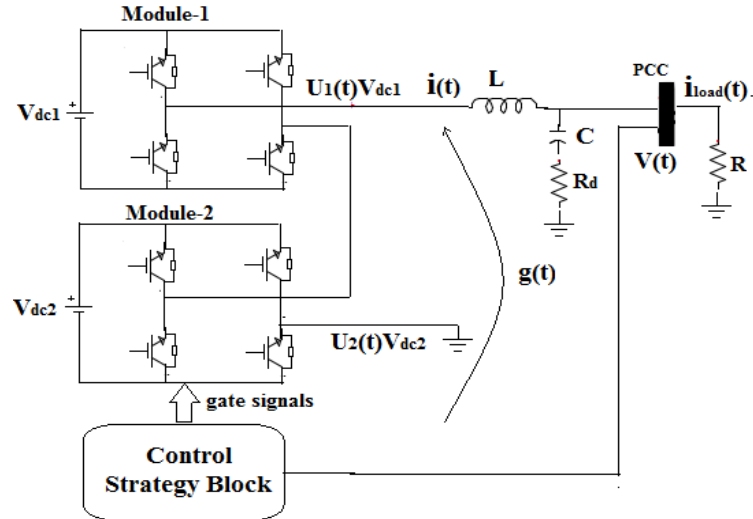 Module-1
Vdc1
+
U1(t)Vdc1
i(t)
L
PCC
iload(t).
C
Rd
V(t)
R
Module-2
Vdc2
+
U2(t)Vdc2
g(t)
gate signals
Control
Strategy Block